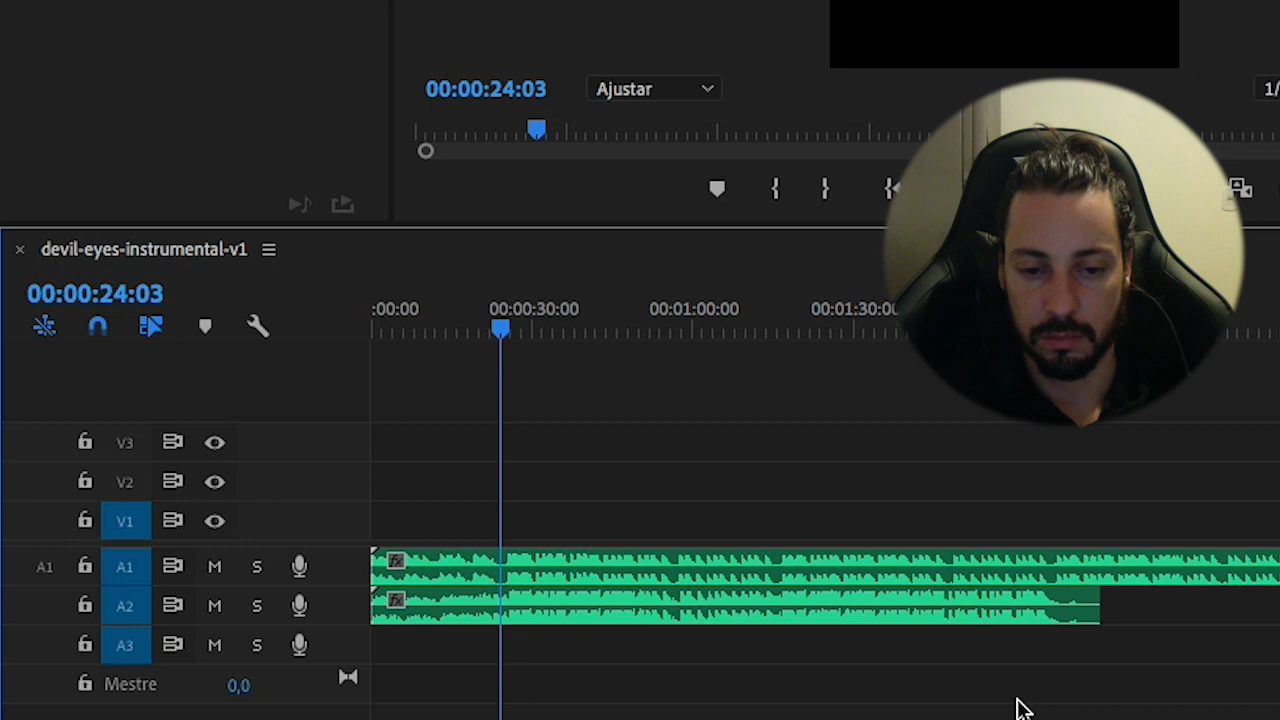 00:00:24:03 Ajustar 1/
devil-eyes-instrumental-v1
00:00:24:03
:00:00 00:00:30:00 00:01:00:00 00:01:30:00
V3
V2
V1
A1 A1 M S
fx
A2 M S
fx
A3 M S
Mestre 0,0